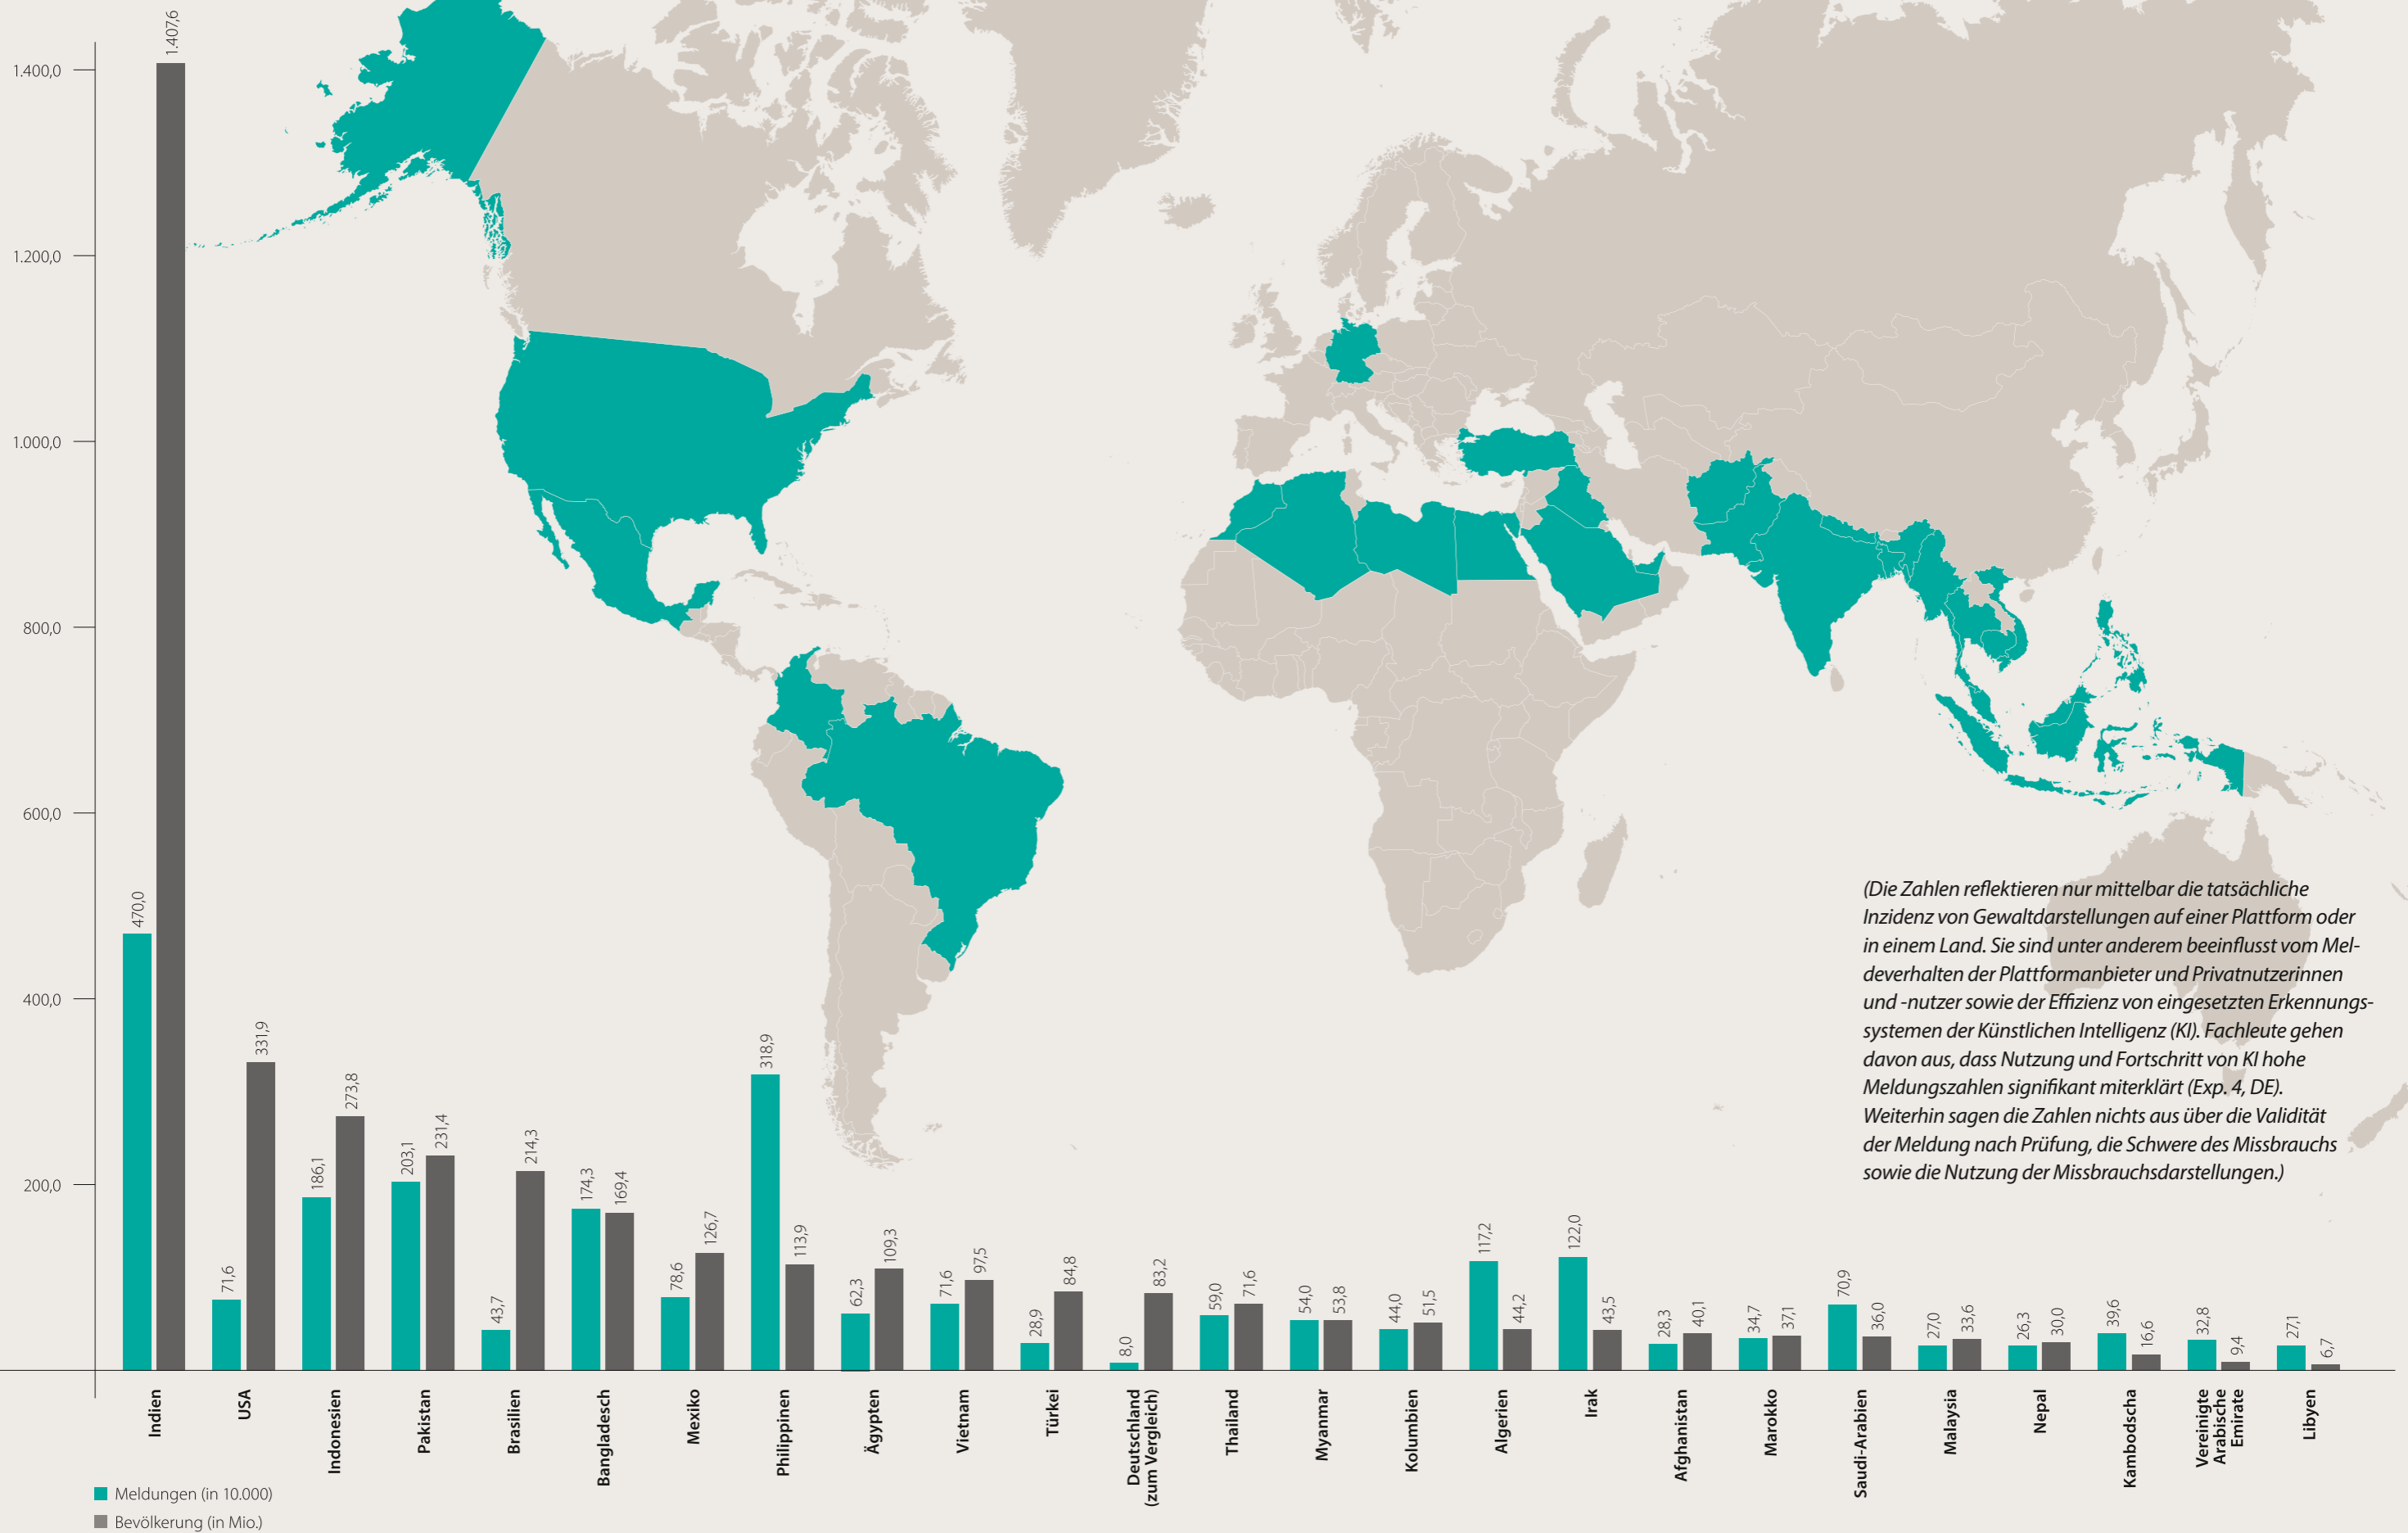 1.400,0
1.200,0
1.000,0
800,0
600,0
400,0
200,0
470,0
1.407,6
71,6
331,9
186,1
273,8
203,1
231,4
43,7
214,3
174,3
169,4
78,6
126,7
318,9
113,9
62,3
109,3
71,6
97,5
28,9
84,8
8,0
83,2
59,0
71,6
54,0
53,8
44,0
51,5
117,2
44,2
122,0
43,5
28,3
40,1
34,7
37,1
70,9
36,0
27,0
33,6
26,3
30,0
39,6
16,6
32,8
9,4
27,1
6,7
(Die Zahlen reflektieren nur mittelbar die tatsächliche
Inzidenz von Gewaltdarstellungen auf einer Plattform oder
in einem Land. Sie sind unter anderem beeinflusst vom Mel-
deverhalten der Plattformanbieter und Privatnutzerinnen
und -nutzer sowie der Effizienz von eingesetzten Erkennungs-
systemen der Künstlichen Intelligenz (KI). Fachleute gehen
davon aus, dass Nutzung und Fortschritt von KI hohe
Meldungszahlen signifikant miterklärt (Exp. 4, DE).
Weiterhin sagen die Zahlen nichts aus über die Validität
der Meldung nach Prüfung, die Schwere des Missbrauchs
sowie die Nutzung der Missbrauchsdarstellungen.)
Indien
USA
Indonesien
Pakistan
Brasilien
Bangladesch
Mexiko
Philippinen
Ägypten
Vietnam
Türkei
Deutschland
(zum Vergleich)
Thailand
Myanmar
Kolumbien
Algerien
Irak
Afghanistan
Marokko
Saudi-Arabien
Malaysia
Nepal
Kambodscha
Vereinigte
Arabische
Emirate
Libyen
Meldungen (in 10.000)
Bevölkerung (in Mio.)